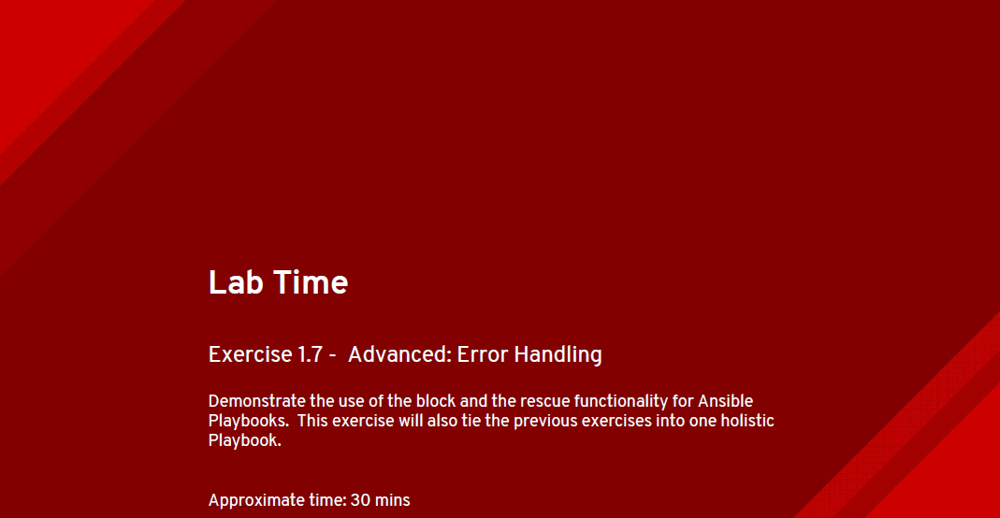 Lab Time
Exercise 1.7 -  Advanced: Error Handling
Demonstrate the use of the block and the rescue functionality for Ansible
Playbooks.  This exercise will also tie the previous exercises into one holistic
Playbook.
Approximate time: 30 mins